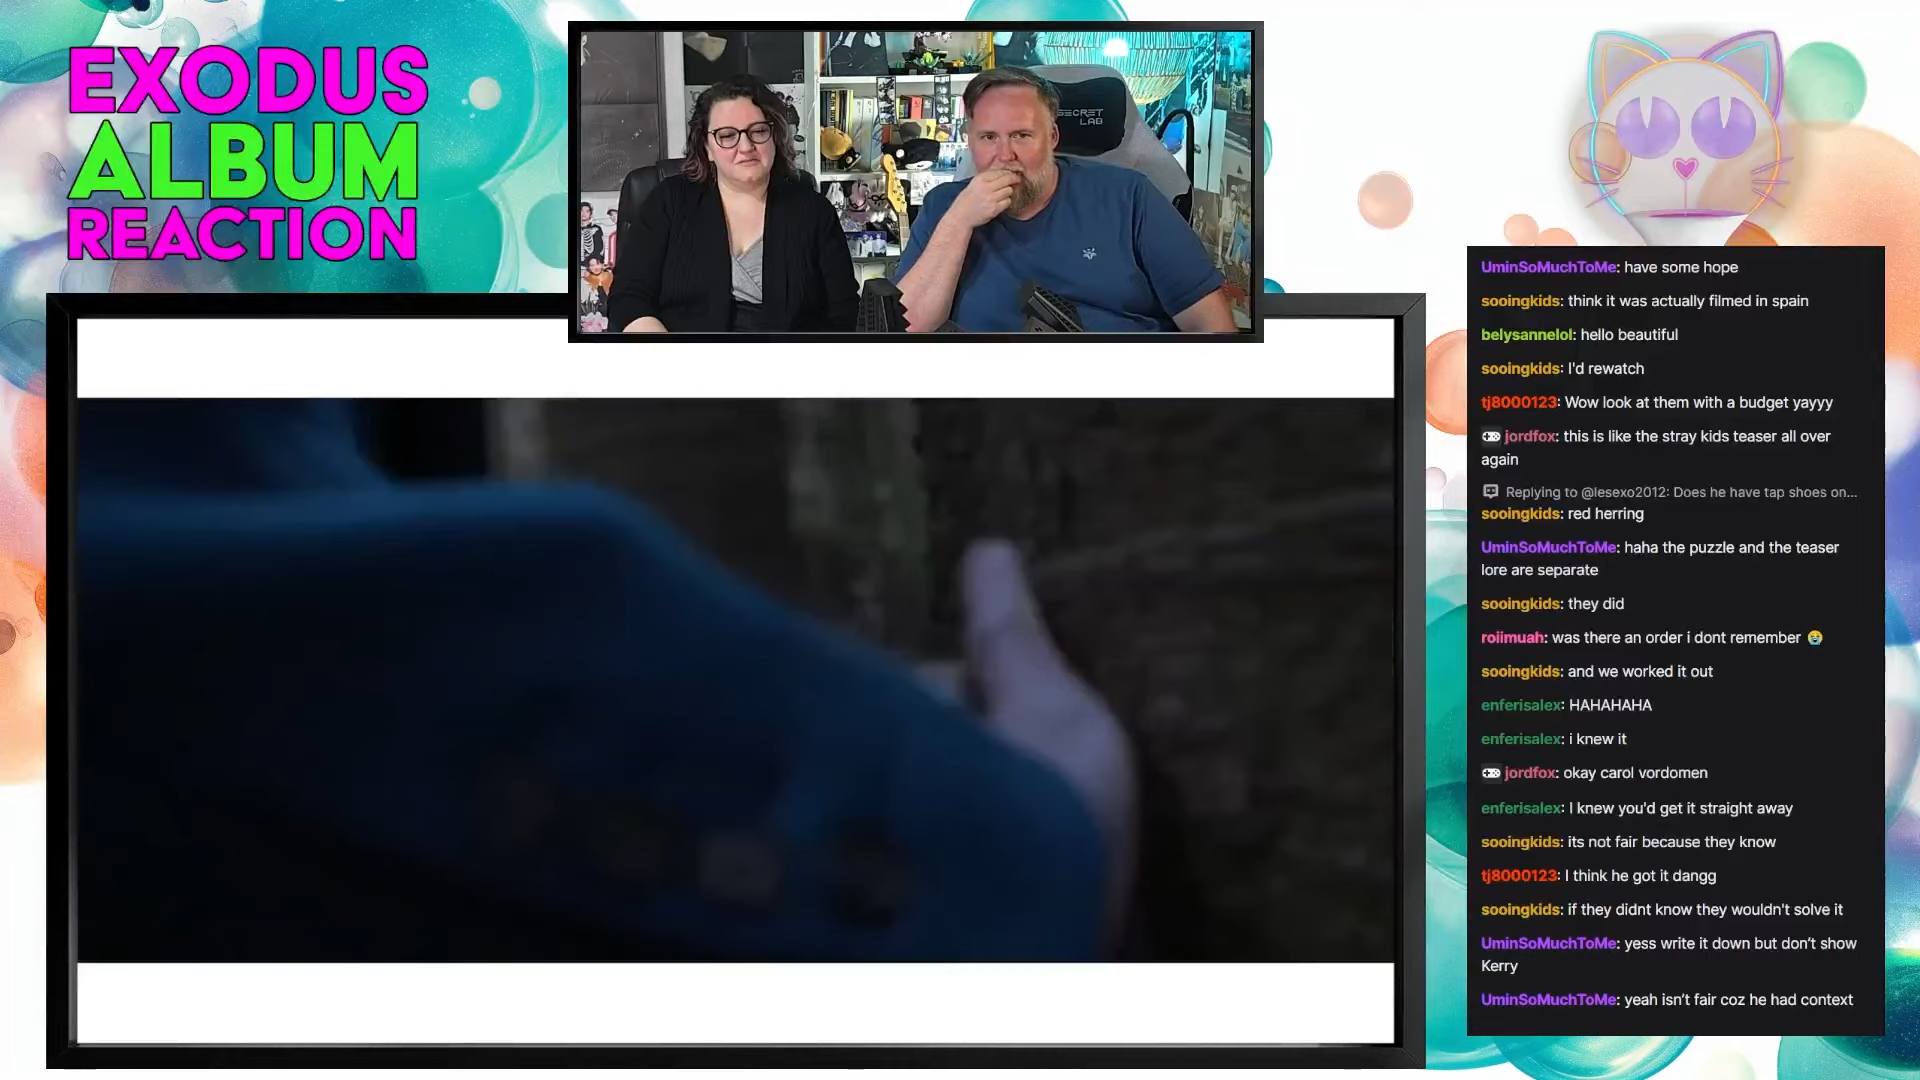 EXODUS
ALBUM
REACTION
SECRET
LAB
UminSoMuchToMe: have some hope
sooingkids: think it was actually filmed in spain
belysannelol: hello beautiful
sooingkids: I'd rewatch
tj8000123: Wow look at them with a budget yayyy
jordfox: this is like the stray kids teaser all over
again
Replying to @lesexo2012: Does he have tap shoes on...
sooingkids: red herring
UminSoMuchToMe: haha the puzzle and the teaser
lore are separate
sooingkids: they did
roiimuah: was there an order i dont remember 😭
sooingkids: and we worked it out
enferisalex: HAHAHAHA
enferisalex: i knew it
jordfox: okay carol vordomen
enferisalex: I knew you'd get it straight away
sooingkids: its not fair because they know
tj8000123: I think he got it dangg
sooingkids: if they didnt know they wouldn't solve it
UminSoMuchToMe: yess write it down but don’t show
Kerry
UminSoMuchToMe: yeah isn’t fair coz he had context